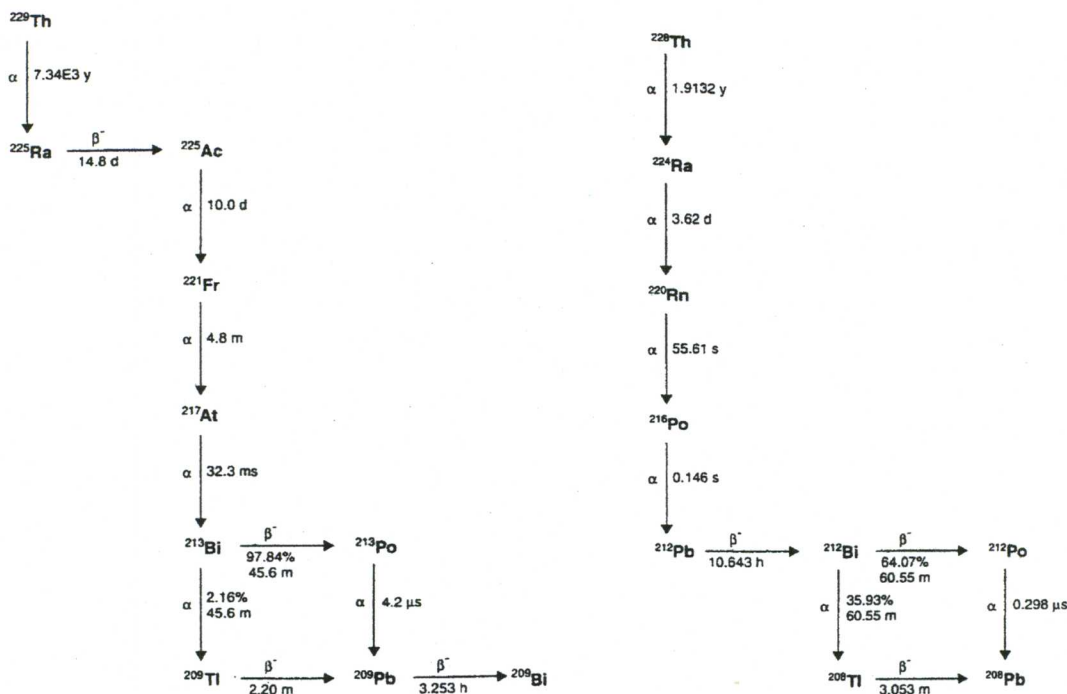 ²²⁹Th
α 7.34E3 y
²²⁵Ra β⁻ 14.8 d ²²⁵Ac
α 10.0 d
²²¹Fr
α 4.8 m
²¹⁷At
α 32.3 ms
²¹³Bi β⁻ 97.84% 45.6 m ²¹³Po
α 2.16% 45.6 m
α 4.2 μs
²⁰⁹Tl β⁻ 2.20 m ²⁰⁹Pb β⁻ 3.253 h ²⁰⁹Bi
²²⁸Th
α 1.9132 y
²²⁴Ra
α 3.62 d
²²⁰Rn
α 55.61 s
²¹⁶Po
α 0.146 s
²¹²Pb β⁻ 10.643 h ²¹²Bi β⁻ 64.07% 60.55 m ²¹²Po
α 35.93% 60.55 m
α 0.298 μs
²⁰⁸Tl β⁻ 3.053 m ²⁰⁸Pb